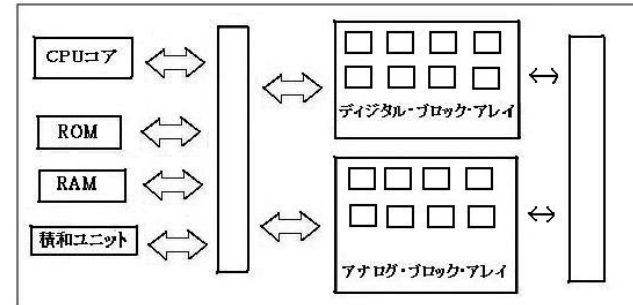 CPUコア
ROM
RAM
積和ユニット
ディジタル・ブロック・アレイ
アナログ・ブロック・アレイ